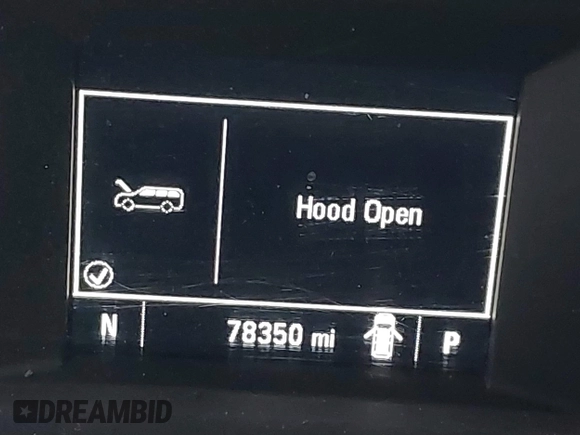 Hood Open
N 78350 mi P
DREAMBID